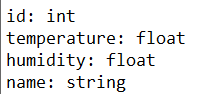 id: int
temperature: float
humidity: float
name: string